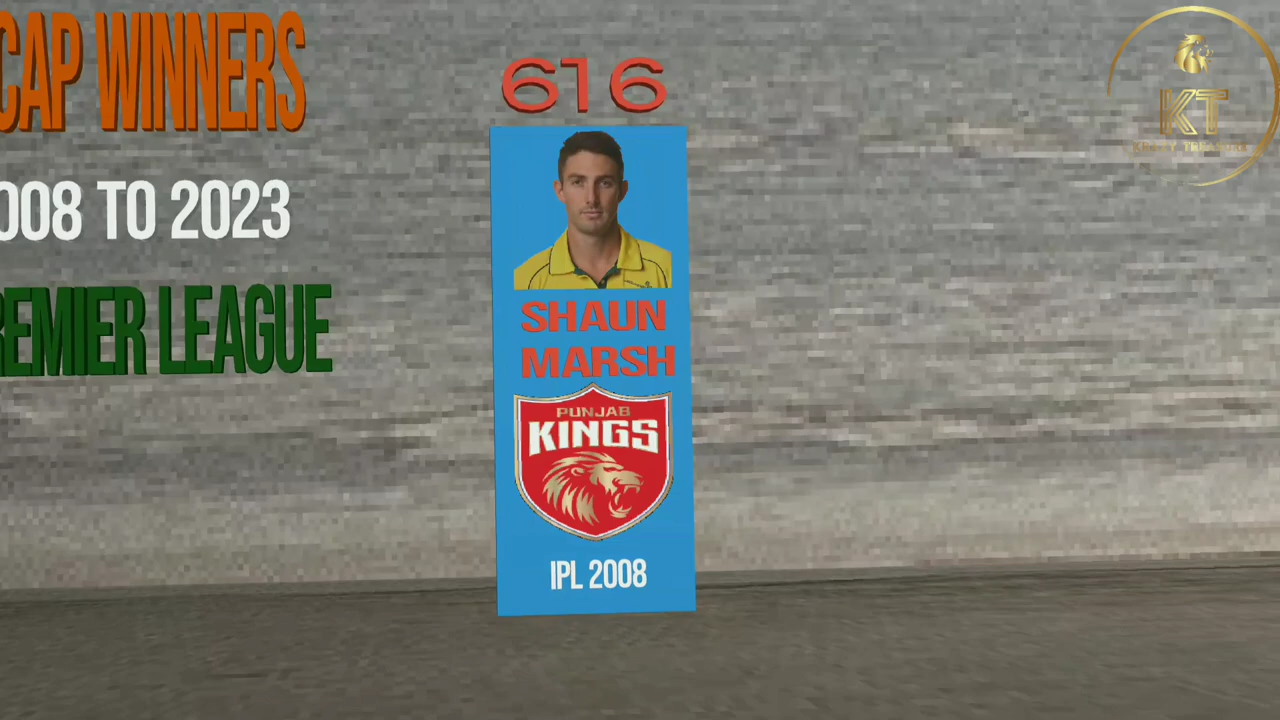 CAP WINNERS
008 TO 2023
REMIER LEAGUE
616
SHAUN
MARSH
PUNJAB
KINGS
IPL 2008
KT